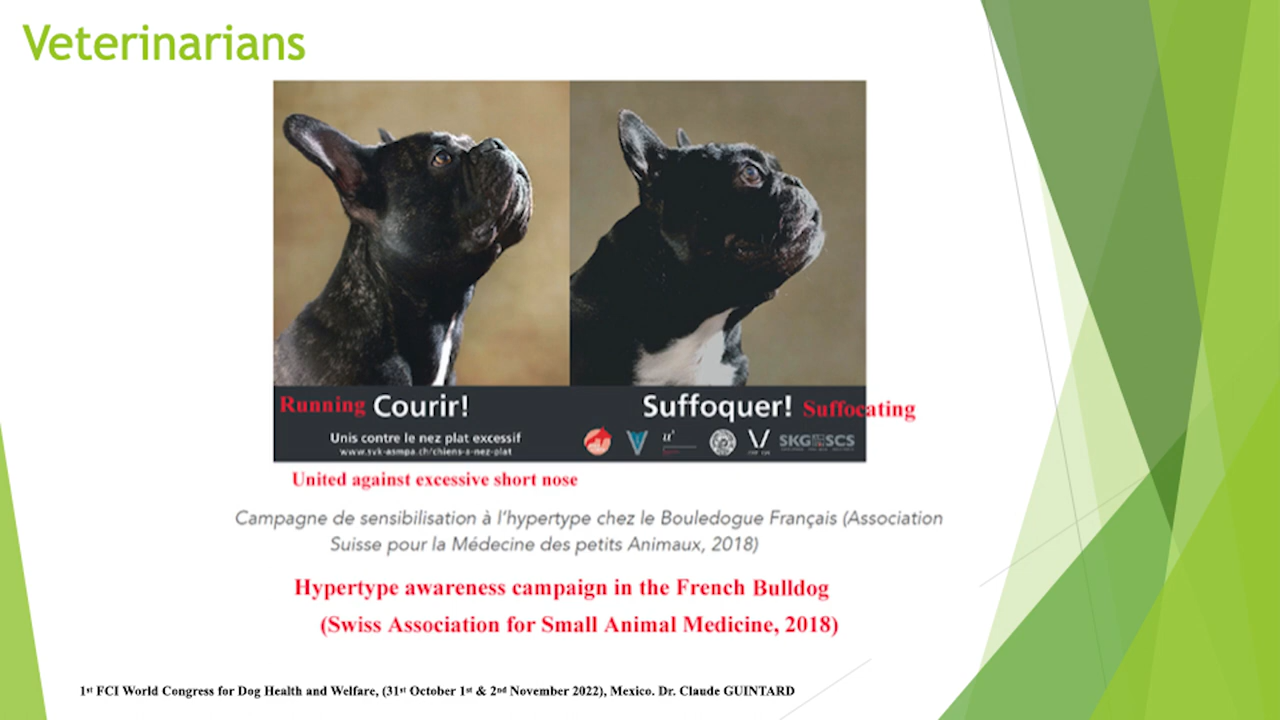 Veterinarians
Running Courir!
Suffoquer! Suffocating
Unis contre le nez plat excessif
www.svk-asmpa.ch/chiens-a-nez-plat
SKG SCS
United against excessive short nose
Campagne de sensibilisation à l'hypertype chez le Bouledogue Français (Association
Suisse pour la Médecine des petits Animaux, 2018)
Hypertype awareness campaign in the French Bulldog
(Swiss Association for Small Animal Medicine, 2018)
1st FCI World Congress for Dog Health and Welfare, (31st October 1st & 2nd November 2022), Mexico. Dr. Claude GUINTARD